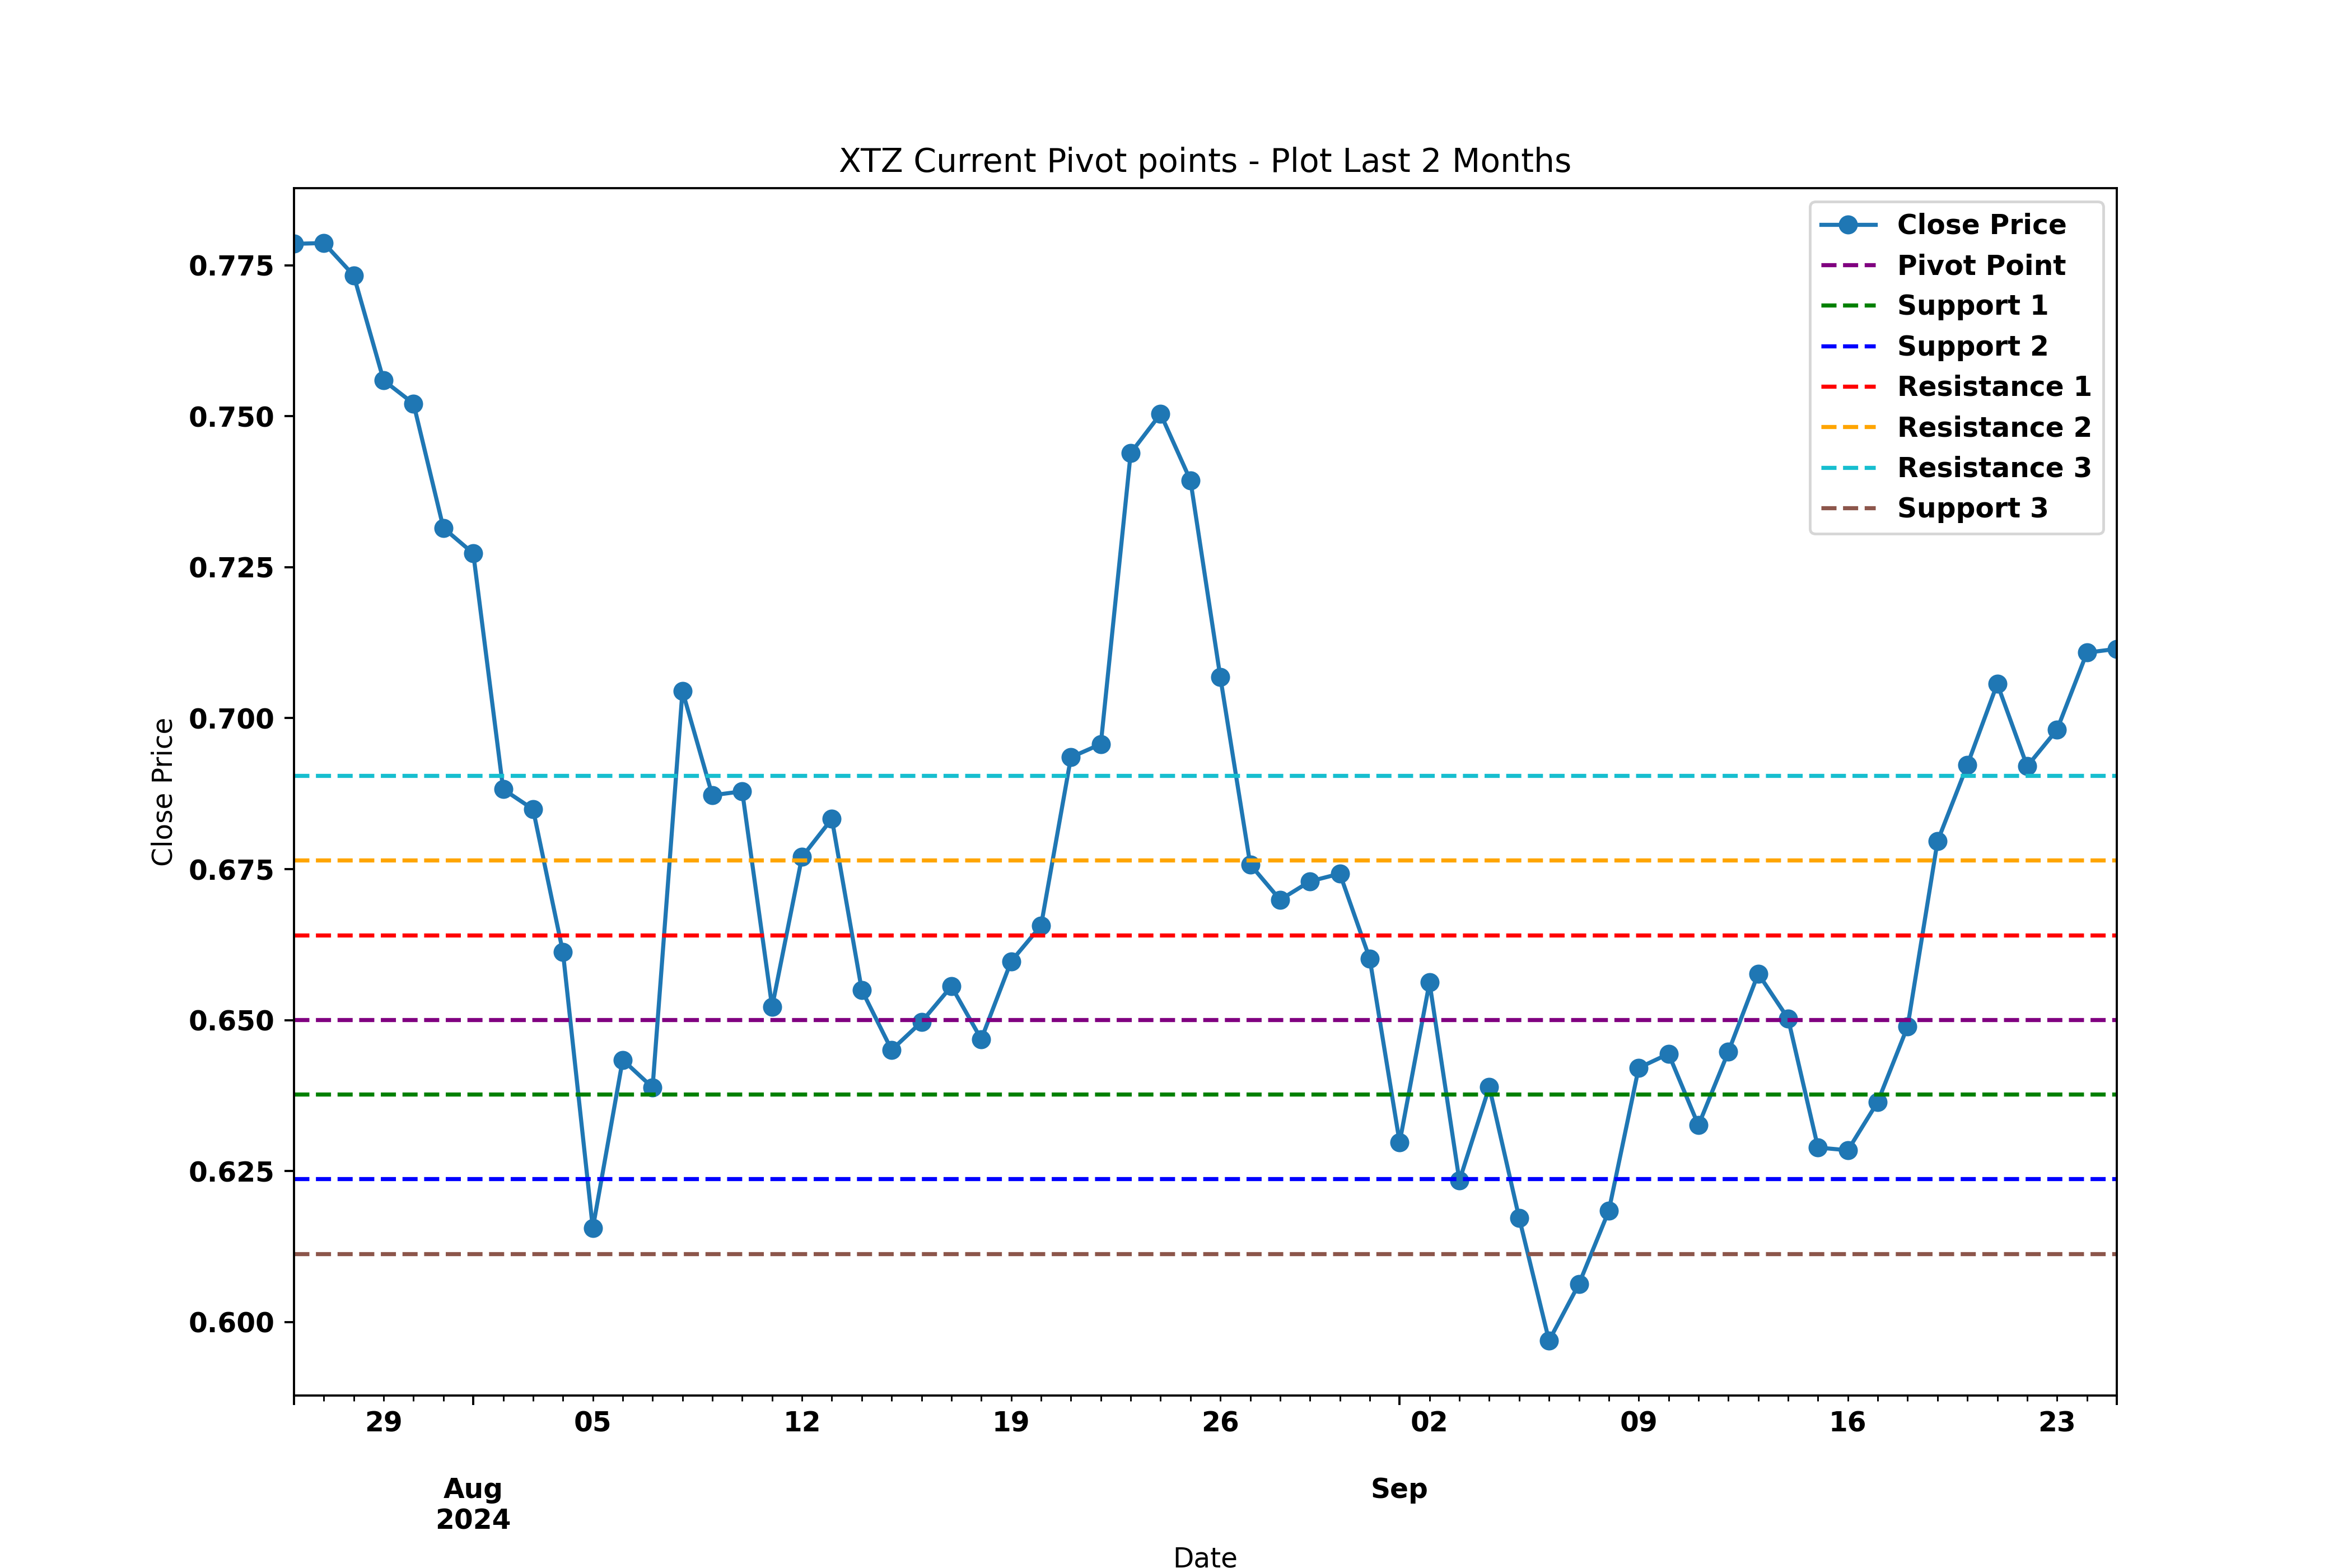 XTZ Current Pivot points - Plot Last 2 Months
Close Price
Pivot Point
Support 1
Support 2
Resistance 1
Resistance 2
Resistance 3
Support 3
0.775
0.750
0.725
0.700
0.675
0.650
0.625
0.600
Close Price
29 05 12 19 26 02 09 16 23
Aug Sep
2024
Date